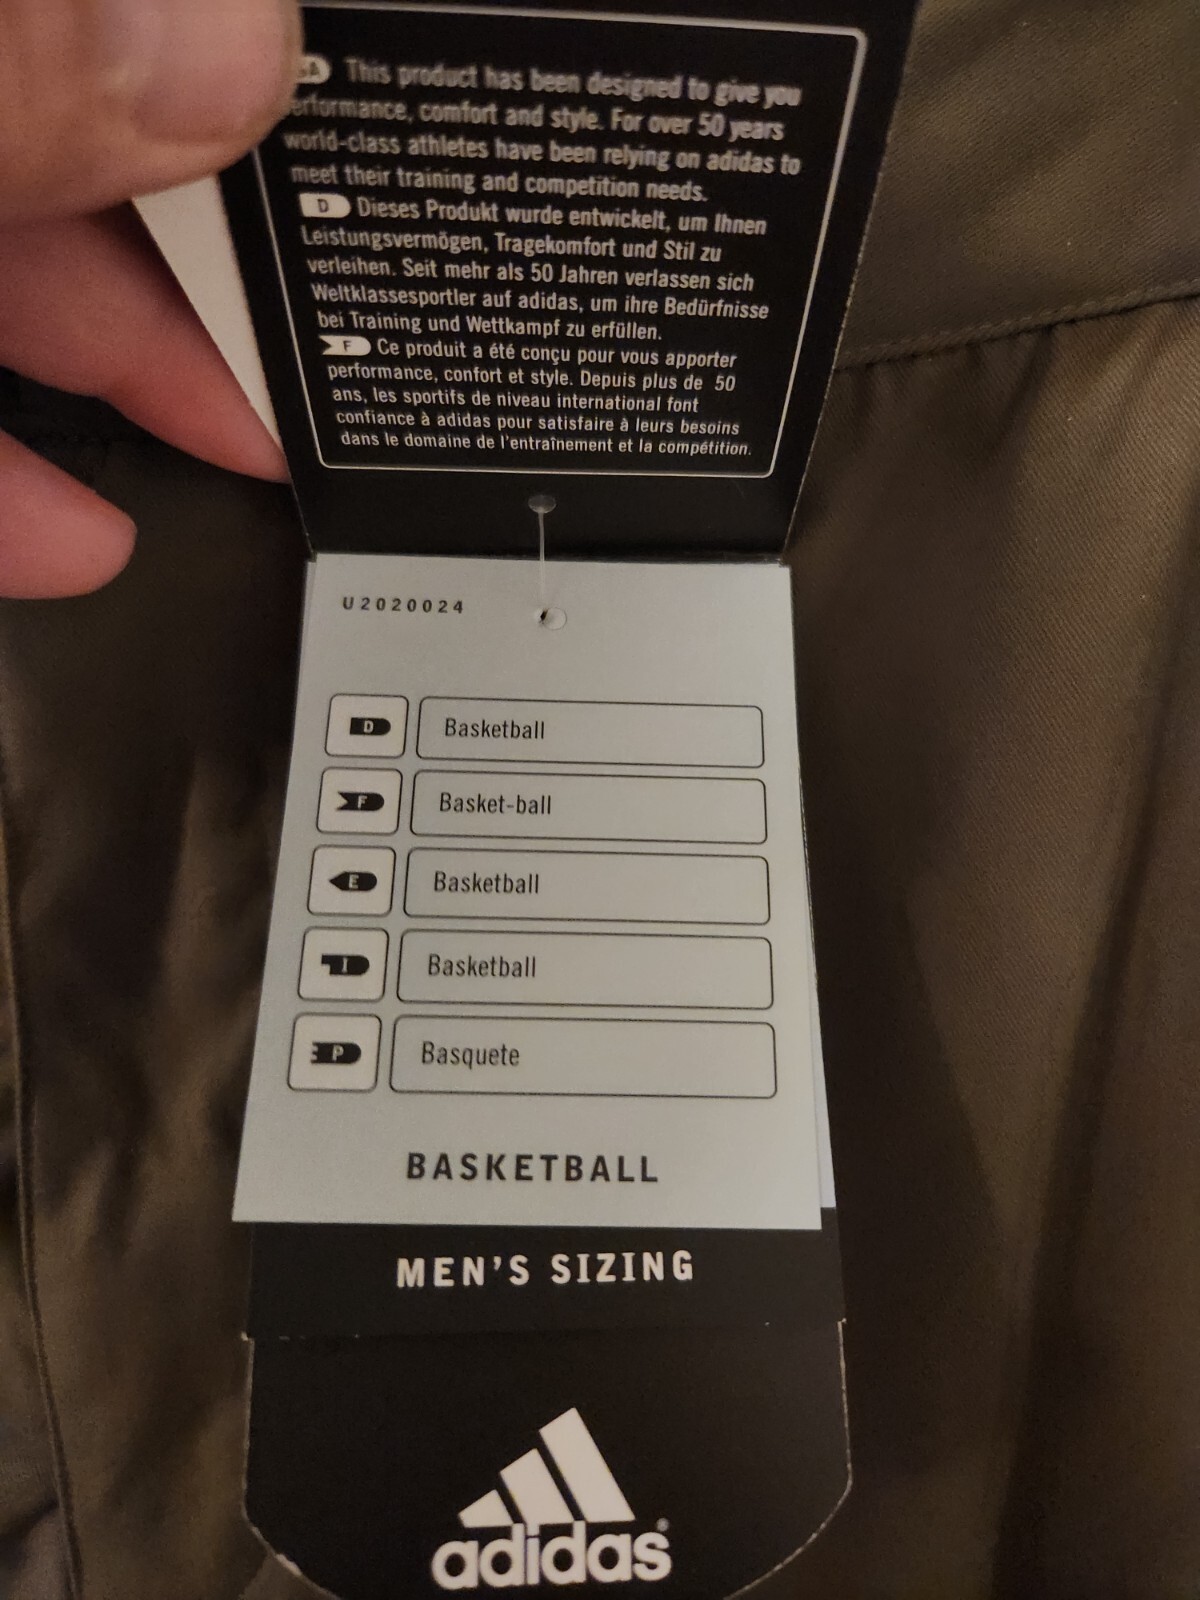 This product has been designed to give you
performance, comfort and style. For over 50 years
world-class athletes have been relying on adidas to
meet their training and competition needs.
D Dieses Produkt wurde entwickelt, um Ihnen
Leistungsvermögen, Tragekomfort und Stil zu
verleihen. Seit mehr als 50 Jahren verlassen sich
Weltklassesportler auf adidas, um ihre Bedürfnisse
bei Training und Wettkampf zu erfüllen.
F Ce produit a été conçu pour vous apporter
performance, confort et style. Depuis plus de 50
ans, les sportifs de niveau international font
confiance à adidas pour satisfaire à leurs besoins
dans le domaine de l'entraînement et la compétition.
U2020024
D Basketball
F Basket-ball
E Basketball
I Basketball
P Basquete
BASKETBALL
MEN'S SIZING
adidas®